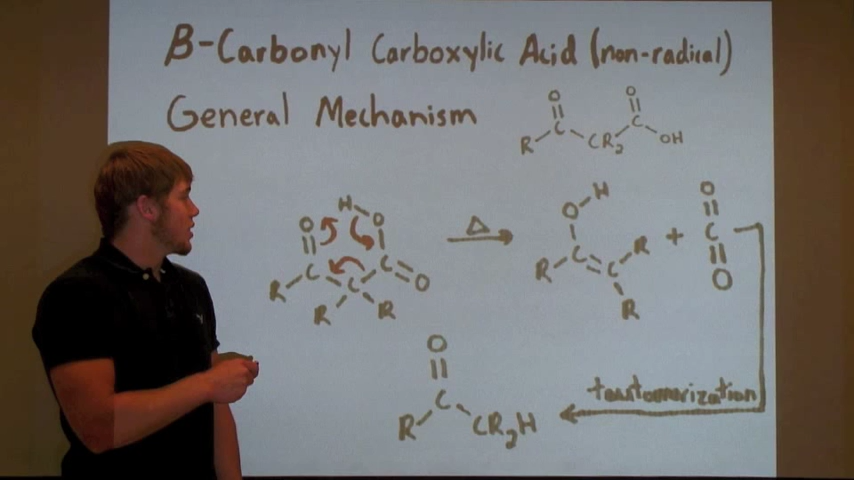 β-Carbonyl Carboxylic Acid (non-radical)
General Mechanism
O O
R C CR2 C OH
H O
O C O
R C C
R R
Δ
O H
R C C R
R
+
O
C
O
tautomerization
O
R C CR2H